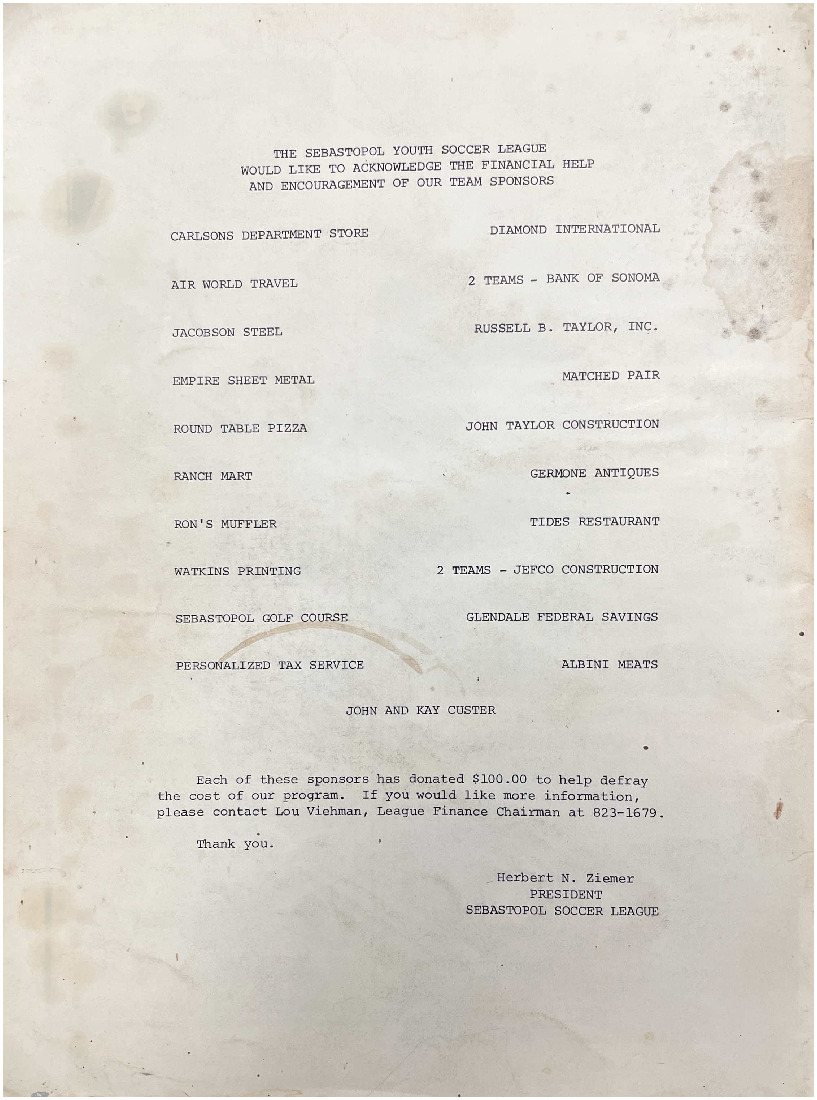 THE SEBASTOPOL YOUTH SOCCER LEAGUE
WOULD LIKE TO ACKNOWLEDGE THE FINANCIAL HELP
AND ENCOURAGEMENT OF OUR TEAM SPONSORS
CARLSONS DEPARTMENT STORE DIAMOND INTERNATIONAL
AIR WORLD TRAVEL 2 TEAMS - BANK OF SONOMA
JACOBSON STEEL RUSSELL B. TAYLOR, INC.
EMPIRE SHEET METAL MATCHED PAIR
ROUND TABLE PIZZA JOHN TAYLOR CONSTRUCTION
RANCH MART GERMONE ANTIQUES
RON'S MUFFLER TIDES RESTAURANT
WATKINS PRINTING 2 TEAMS - JEFCO CONSTRUCTION
SEBASTOPOL GOLF COURSE GLENDALE FEDERAL SAVINGS
PERSONALIZED TAX SERVICE ALBINI MEATS
JOHN AND KAY CUSTER
Each of these sponsors has donated $100.00 to help defray
the cost of our program. If you would like more information,
please contact Lou Viehman, League Finance Chairman at 823-1679.
Thank you.
Herbert N. Ziemer
PRESIDENT
SEBASTOPOL SOCCER LEAGUE